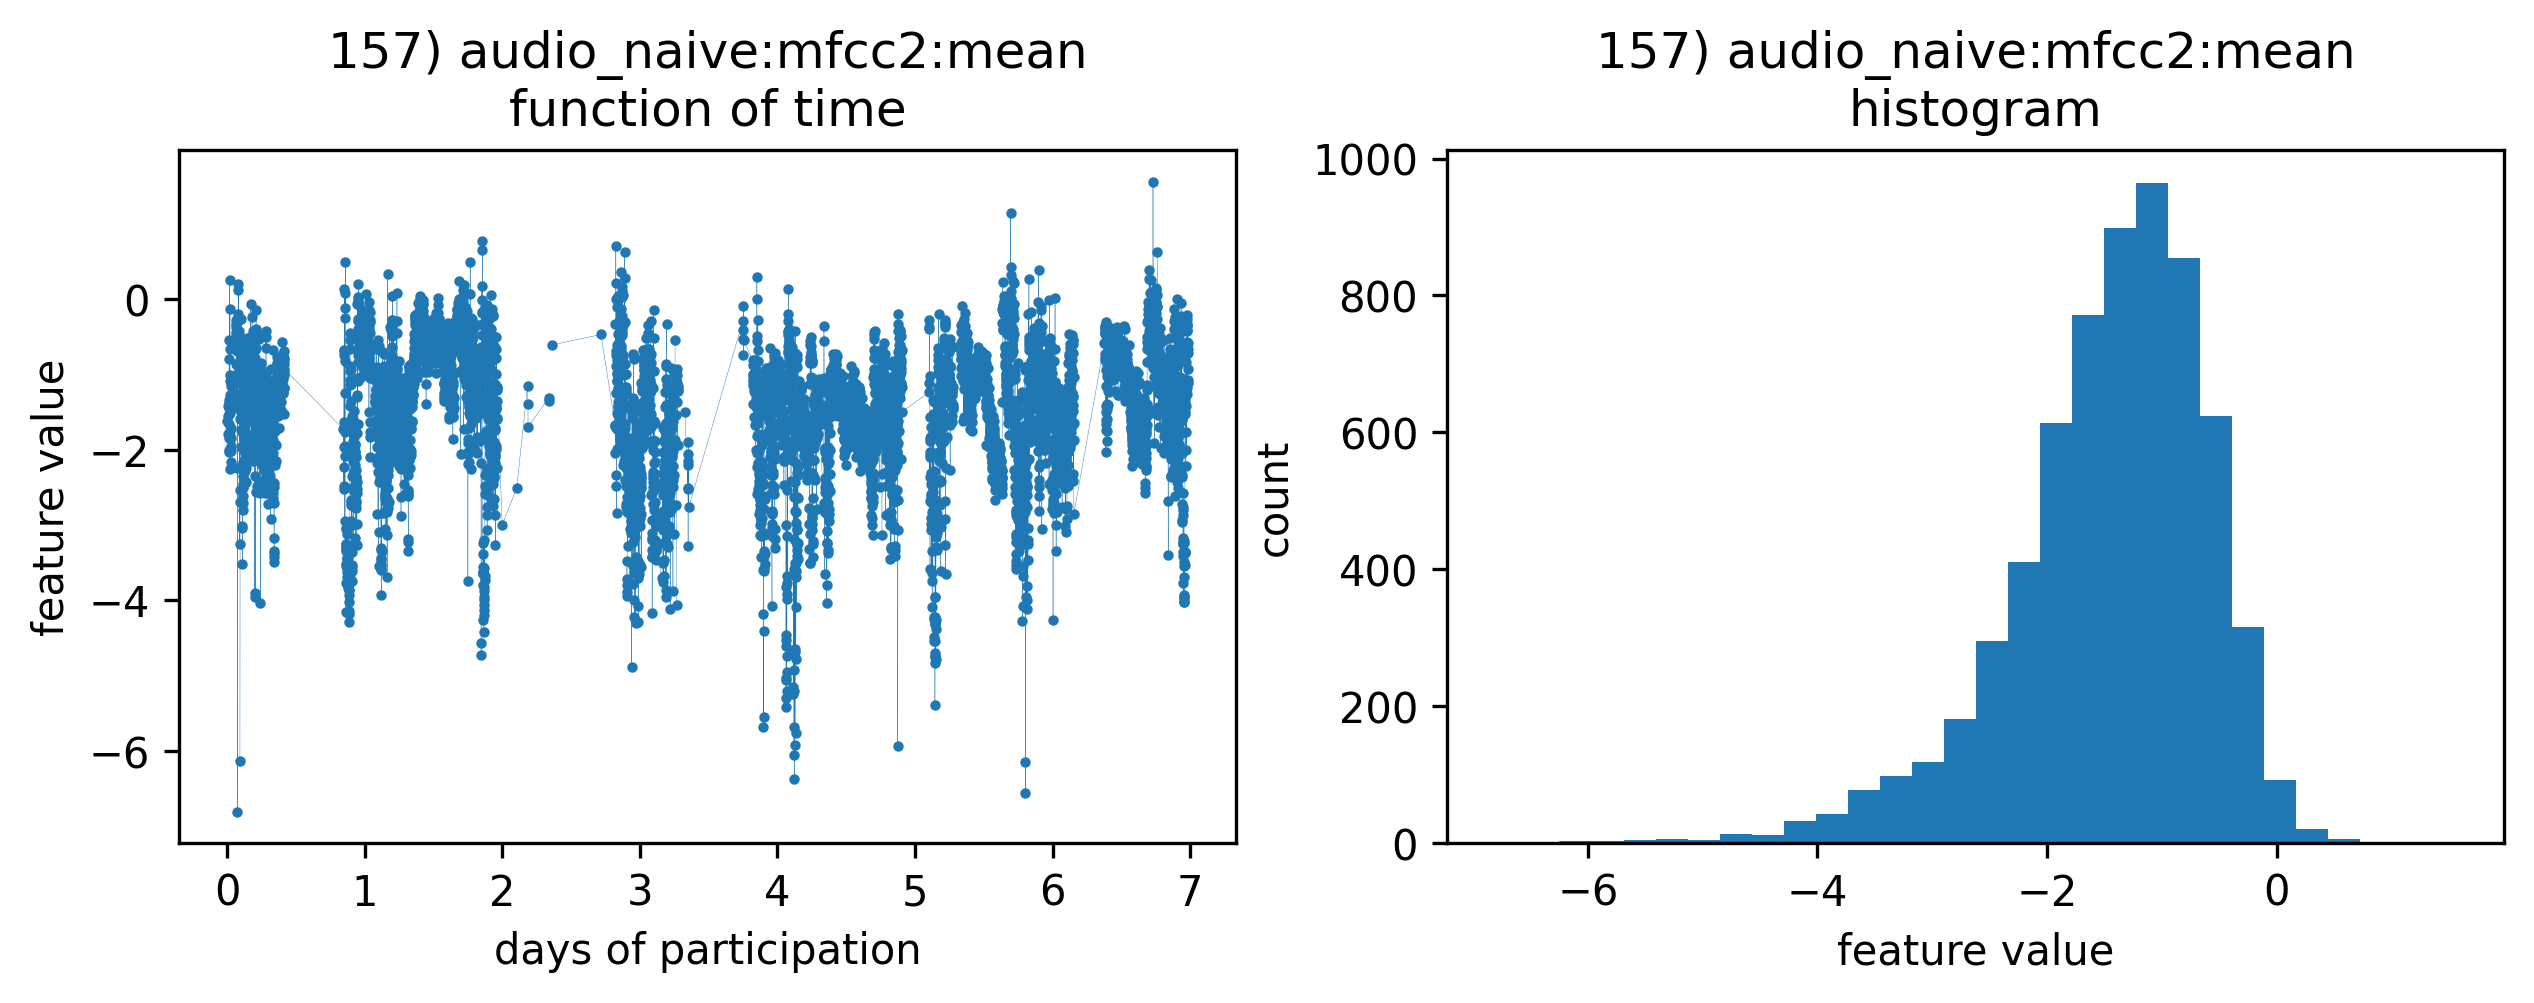 157) audio_naive:mfcc2:mean
function of time
feature value
0
−2
−4
−6
0 1 2 3 4 5 6 7
days of participation
157) audio_naive:mfcc2:mean
histogram
count
1000
800
600
400
200
0
−6 −4 −2 0
feature value